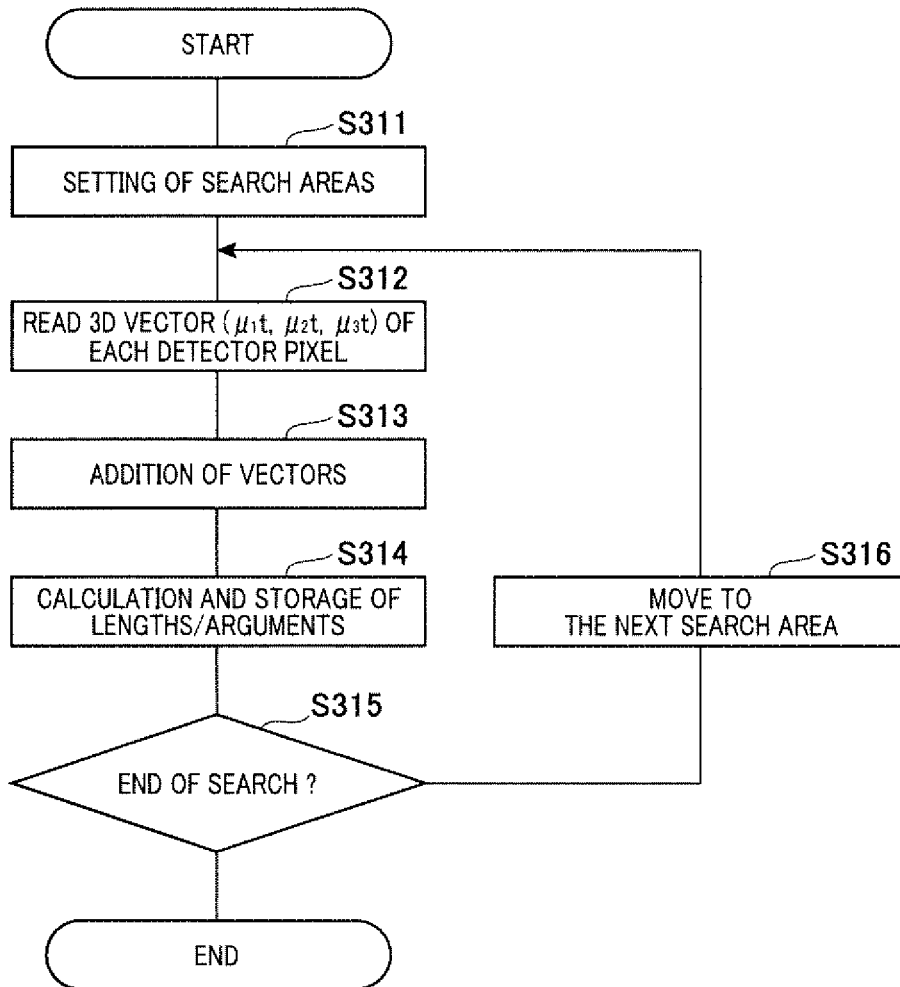 START
S311
SETTING OF SEARCH AREAS
S312
READ 3D VECTOR (μ₁t, μ₂t, μ₃t) OF
EACH DETECTOR PIXEL
S313
ADDITION OF VECTORS
S314
CALCULATION AND STORAGE OF
LENGTHS/ARGUMENTS
S316
MOVE TO
THE NEXT SEARCH AREA
S315
END OF SEARCH ?
END